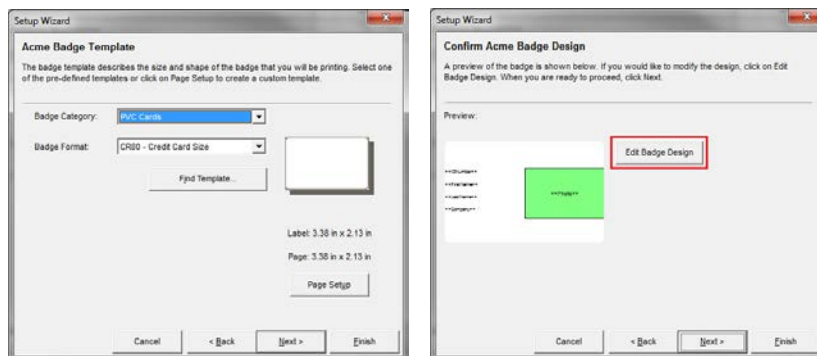 Setup Wizard
Acme Badge Template
The badge template describes the size and shape of the badge that you will be printing. Select one
of the pre-defined templates or click on Page Setup to create a custom template.
Badge Category:
PVC Cards
Badge Format:
CR80 - Credit Card Size
Find Template...
Label: 3.38 in x 2.13 in
Page: 3.38 in x 2.13 in
Page Setup
Cancel
< Back
Next >
Finish
Setup Wizard
Confirm Acme Badge Design
A preview of the badge is shown below. If you would like to modify the design, click on Edit
Badge Design. When you are ready to proceed, click Next.
Preview:
Edit Badge Design
Cancel
< Back
Next >
Finish